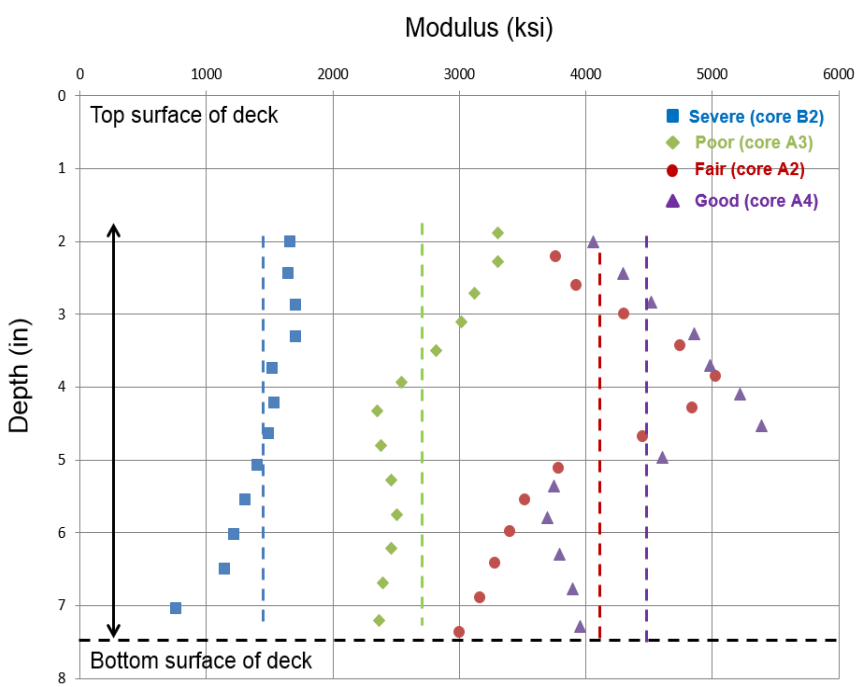 Modulus (ksi)
0 1000 2000 3000 4000 5000 6000
0
Top surface of deck
Severe (core B2)
Poor (core A3)
1
Fair (core A2)
Good (core A4)
2
3
Depth (in)
4
5
6
7
Bottom surface of deck
8